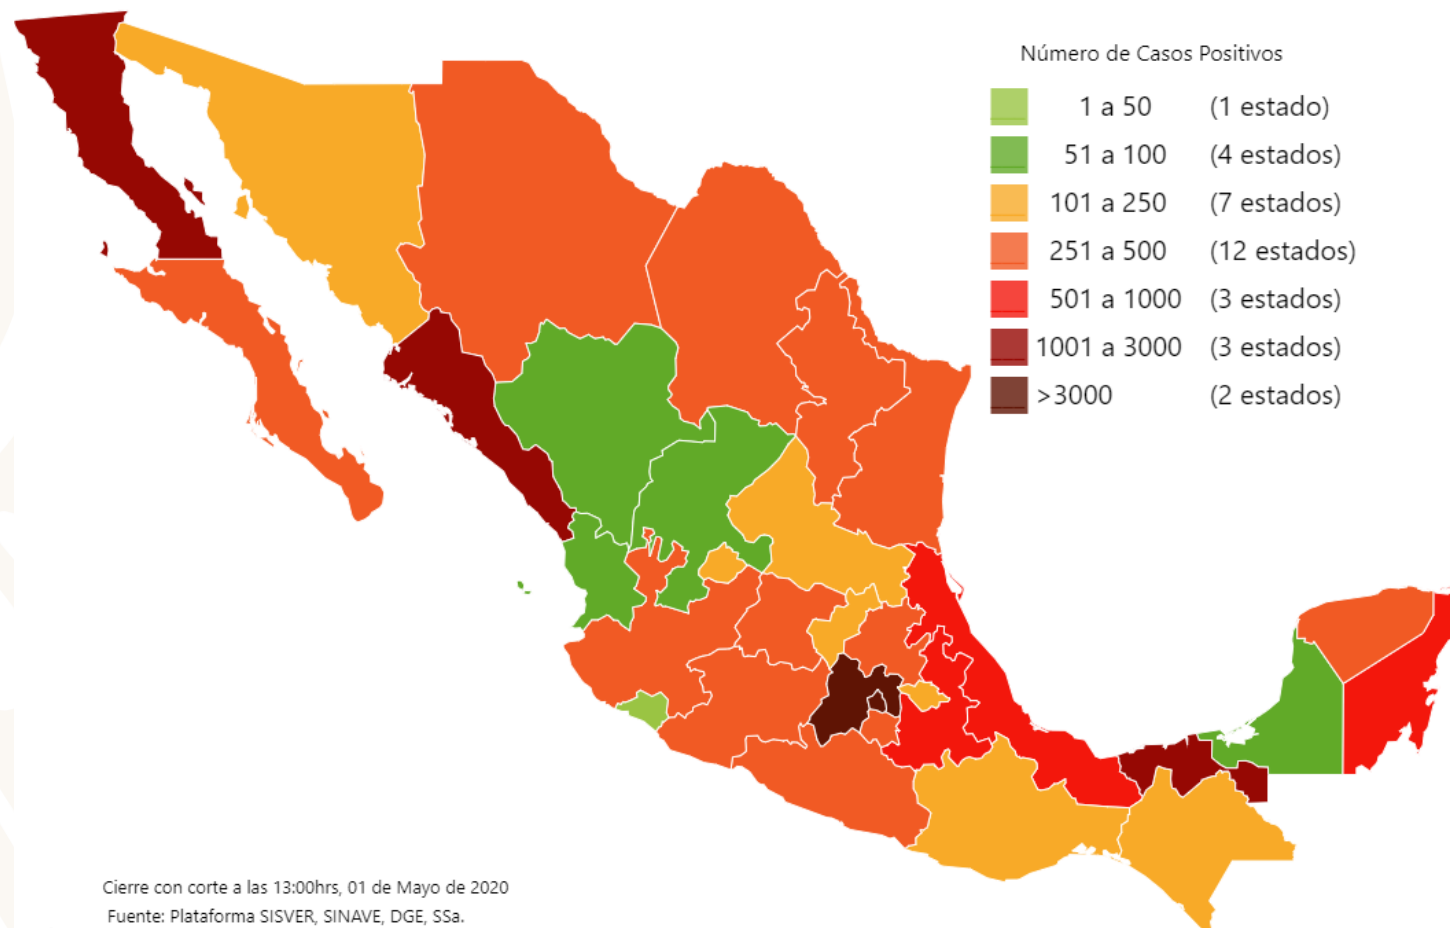 Número de Casos Positivos
1 a 50 (1 estado)
51 a 100 (4 estados)
101 a 250 (7 estados)
251 a 500 (12 estados)
501 a 1000 (3 estados)
1001 a 3000 (3 estados)
>3000 (2 estados)
Cierre con corte a las 13:00hrs, 01 de Mayo de 2020
Fuente: Plataforma SISVER, SINAVE, DGE, SSa.